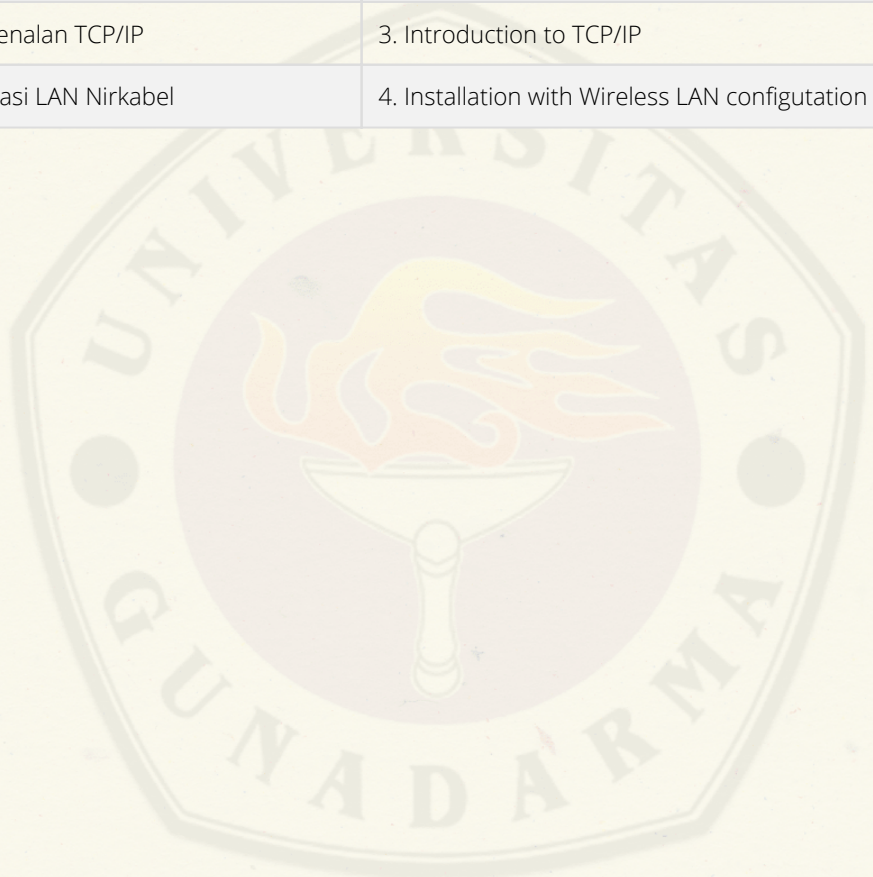 enalan TCP/IP
3. Introduction to TCP/IP
asi LAN Nirkabel
4. Installation with Wireless LAN configutation
UNIVERSITAS
GUNADARMA